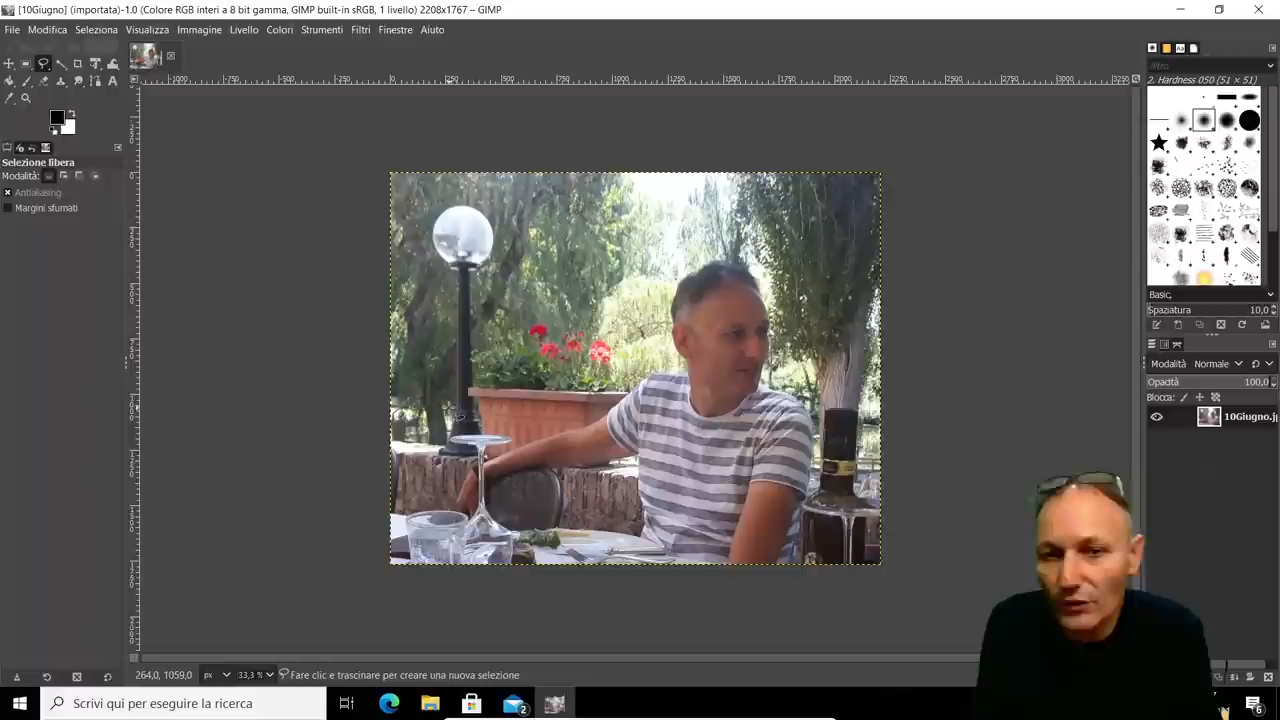 [10Giugno] (importata)-1.0 (Colore RGB interi a 8 bit gamma, GIMP built-in sRGB, 1 livello) 2208x1767 – GIMP
File Modifica Seleziona Visualizza Immagine Livello Colori Strumenti Filtri Finestre Aiuto
filtro
2. Hardness 050 (51 × 51)
Selezione libera
Modalità:
Antialiasing
Margini sfumati
Basic,
Spaziatura 10,0
Modalità Normale
Opacità 100,0
Blocca:
10Giugno.j
264,0, 1059,0 px 33,3 % Fare clic e trascinare per creare una nuova selezione
Scrivi qui per eseguire la ricerca
2
6